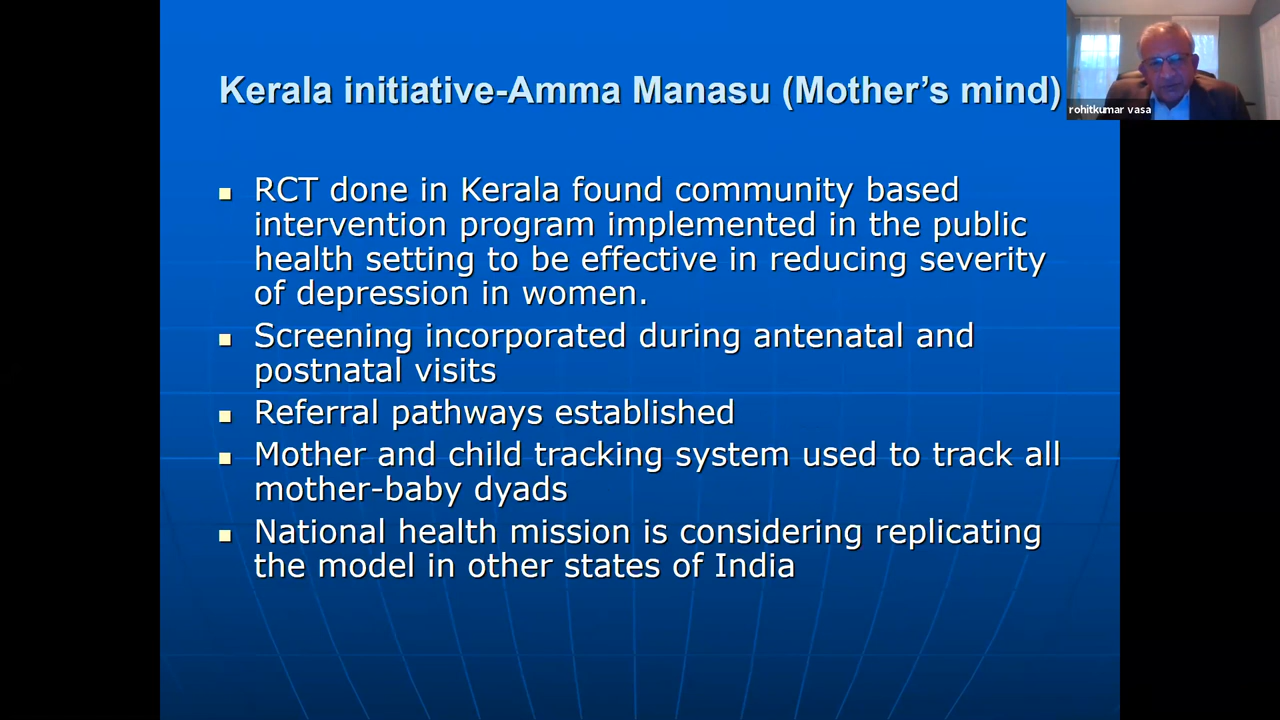 Kerala initiative-Amma Manasu (Mother’s mind)
rohitkumar vasa
RCT done in Kerala found community based
intervention program implemented in the public
health setting to be effective in reducing severity
of depression in women.
Screening incorporated during antenatal and
postnatal visits
Referral pathways established
Mother and child tracking system used to track all
mother-baby dyads
National health mission is considering replicating
the model in other states of India